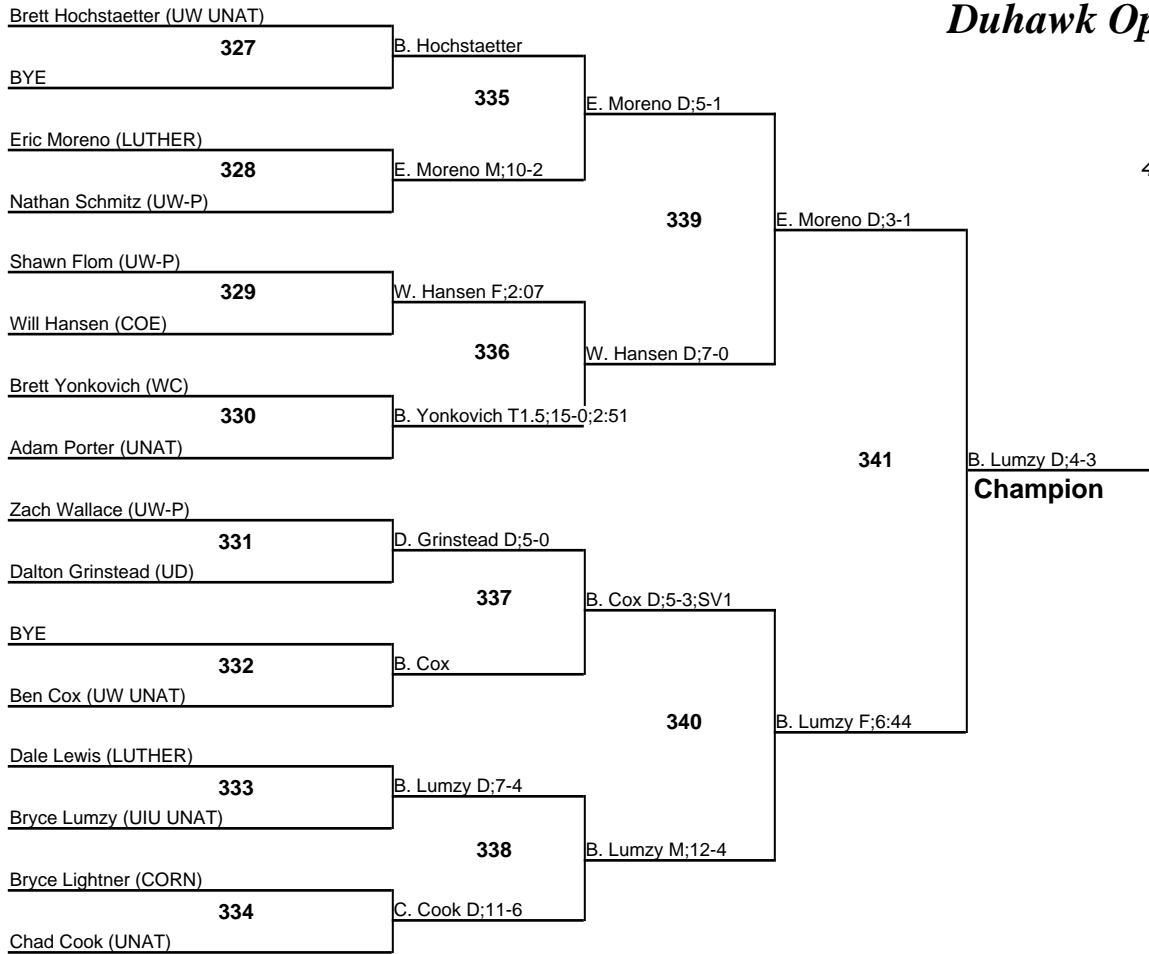 Duhawk Op
4
Brett Hochstaetter (UW UNAT)
327
BYE
B. Hochstaetter
335
Eric Moreno (LUTHER)
328
Nathan Schmitz (UW-P)
E. Moreno M;10-2
E. Moreno D;5-1
339
Shawn Flom (UW-P)
329
Will Hansen (COE)
W. Hansen F;2:07
336
Brett Yonkovich (WC)
330
Adam Porter (UNAT)
B. Yonkovich T1.5;15-0;2:51
W. Hansen D;7-0
E. Moreno D;3-1
341
Zach Wallace (UW-P)
331
Dalton Grinstead (UD)
D. Grinstead D;5-0
337
BYE
332
Ben Cox (UW UNAT)
B. Cox
B. Cox D;5-3;SV1
340
Dale Lewis (LUTHER)
333
Bryce Lumzy (UIU UNAT)
B. Lumzy D;7-4
338
Bryce Lightner (CORN)
334
Chad Cook (UNAT)
C. Cook D;11-6
B. Lumzy M;12-4
B. Lumzy F;6:44
B. Lumzy D;4-3
Champion